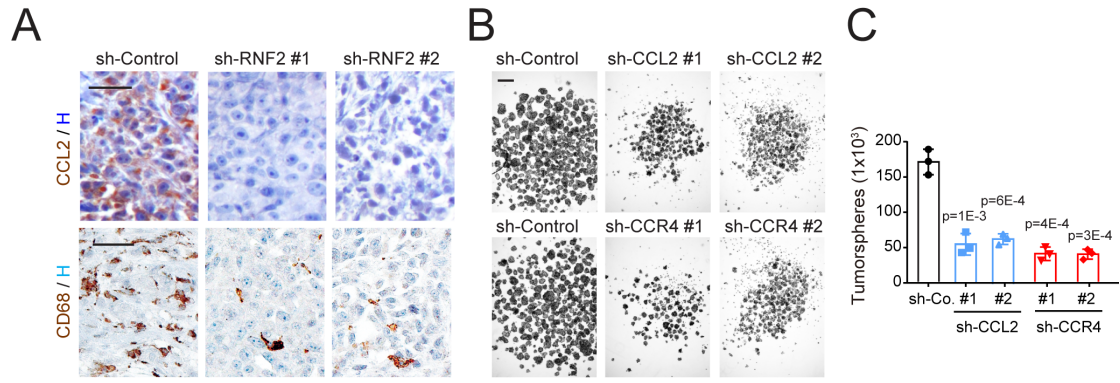 A
sh-Control sh-RNF2 #1 sh-RNF2 #2
CCL2 / H
CD68 / H
B
sh-Control sh-CCL2 #1 sh-CCL2 #2
sh-Control sh-CCR4 #1 sh-CCR4 #2
C
Tumorspheres (1x10³)
200
150
100
50
0
p=1E-3
p=6E-4
p=4E-4
p=3E-4
sh-Co. #1 #2 #1 #2
sh-CCL2 sh-CCR4